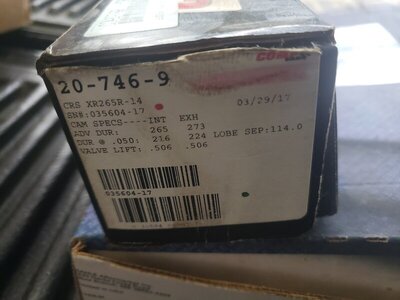 20-746-9
CRS XR265R-14
SN#:035604-17
03/29/17
CAM SPECS----INT EXH
ADV DUR: 265 273
DUR @ .050: 216 224 LOBE SEP:114.0
VALVE LIFT: .506 .506
035604-17